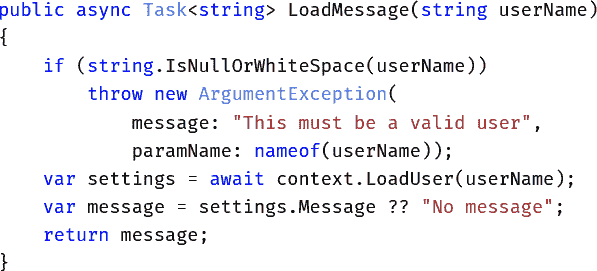 public async Task<string> LoadMessage(string userName)
{
    if (string.IsNullOrWhiteSpace(userName))
        throw new ArgumentException(
            message: "This must be a valid user",
            paramName: nameof(userName));
    var settings = await context.LoadUser(userName);
    var message = settings.Message ?? "No message";
    return message;
}